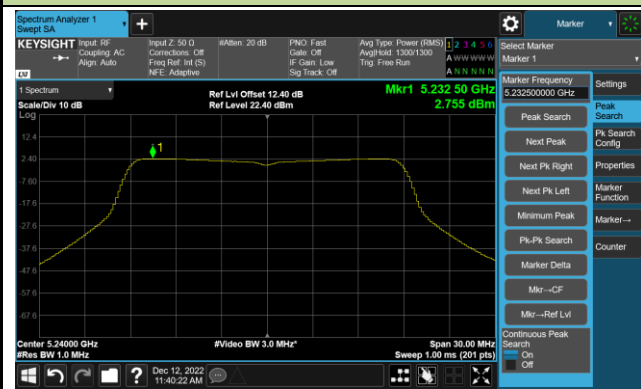 Spectrum Analyzer 1
Swept SA
Marker
KEYSIGHT
Input: RF
Coupling: AC
Align: Auto
Input Z: 50 Ω
Corrections: Off
Freq Ref: Int (S)
NFE: Adaptive
#Atten: 20 dB
PNO: Fast
Gate: Off
IF Gain: Low
Sig Track: Off
Avg Type: Power (RMS)
Avg|Hold: 1300/1300
Trig: Free Run
1 2 3 4 5 6
A W W W W W
A N N N N N
LXI
Select Marker
Marker 1
1 Spectrum
Scale/Div 10 dB
Log
Ref Lvl Offset 12.40 dB
Ref Level 22.40 dBm
Mkr1 5.232 50 GHz
2.755 dBm
12.4
2.40
-7.60
-17.6
-27.6
-37.6
-47.6
-57.6
-67.6
1
Center 5.24000 GHz
#Res BW 1.0 MHz
#Video BW 3.0 MHz*
Span 30.00 MHz
Sweep 1.00 ms (201 pts)
Marker Frequency
5.232500000 GHz
Peak Search
Next Peak
Next Pk Right
Next Pk Left
Minimum Peak
Pk-Pk Search
Marker Delta
Mkr→CF
Mkr→Ref Lvl
Continuous Peak
Search
On
Off
Settings
Peak
Search
Pk Search
Config
Properties
Marker
Function
Marker→
Counter
Dec 12, 2022
11:40:22 AM